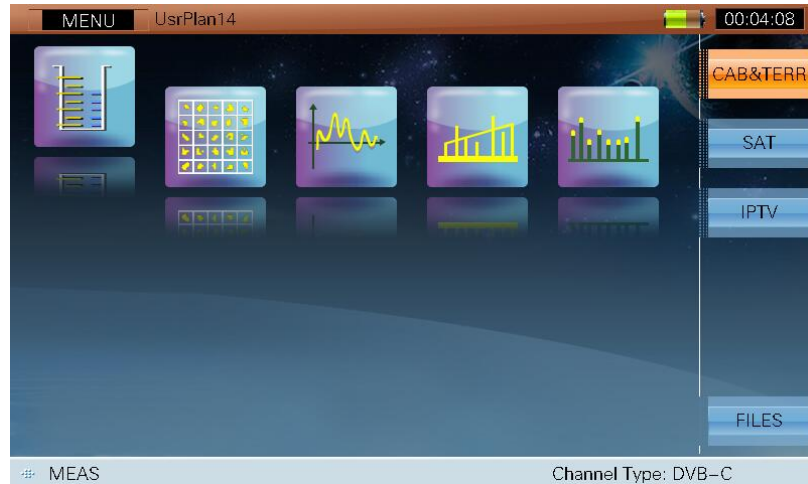 MENU UsrPlan14 00:04:08
CAB&TERR
SAT
IPTV
FILES
MEAS Channel Type: DVB-C